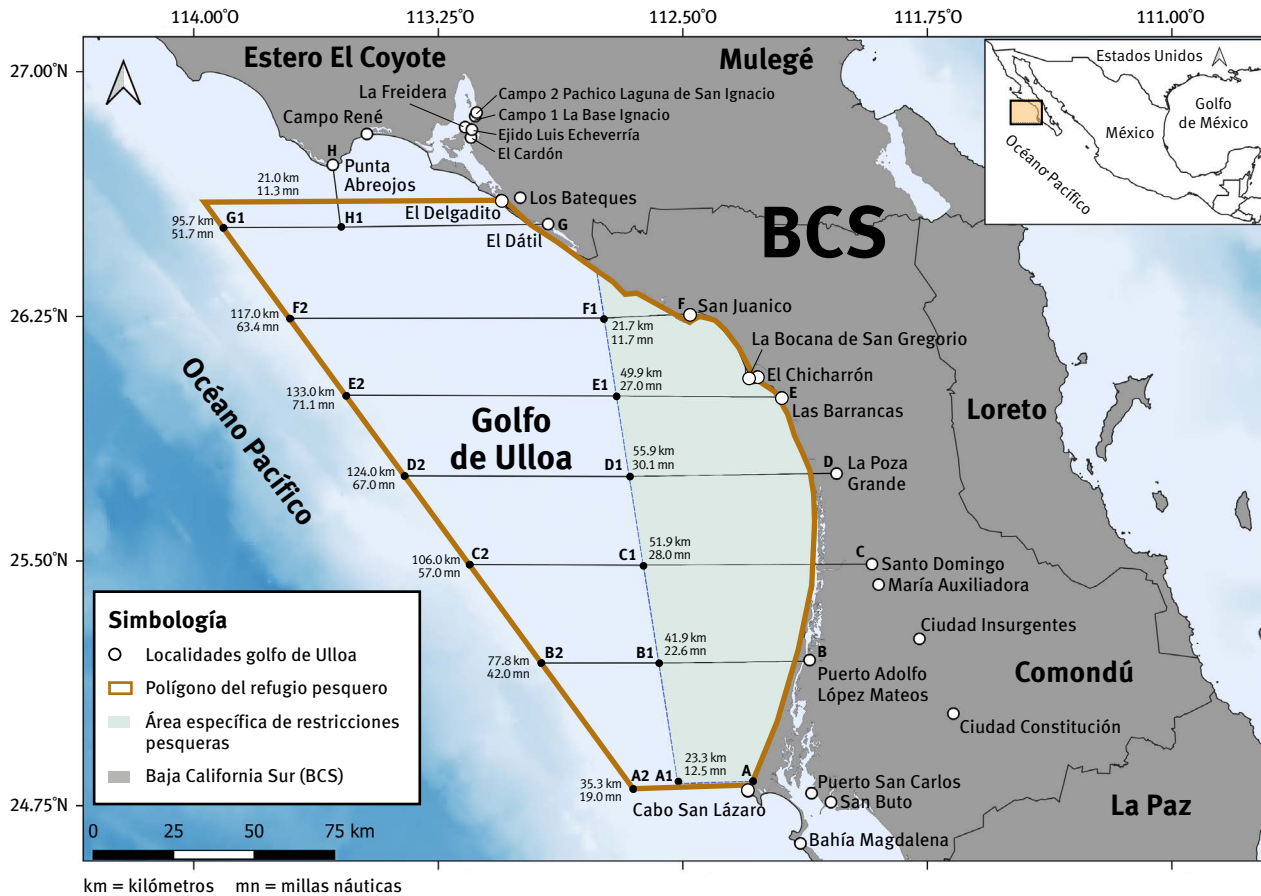 114.00°O
113.25°O
112.50°O
111.75°O
111.00°O
27.00°N
26.25°N
25.50°N
24.75°N
Estero El Coyote
Mulegé
Estados Unidos
Golfo
de México
México
Océano Pacífico
La Freidera
Campo 2 Pachico Laguna de San Ignacio
Campo 1 La Base Ignacio
Ejido Luis Echeverría
El Cardón
Campo René
H
Punta
Abreojos
21.0 km
11.3 mn
El Delgadito
Los Bateques
95.7 km
51.7 mn
G1
H1
G
El Dátil
BCS
117.0 km
63.4 mn
F2
F1
21.7 km
11.7 mn
F
San Juanico
La Bocana de San Gregorio
El Chicharrón
133.0 km
71.1 mn
E2
E1
49.9 km
27.0 mn
E
Las Barrancas
Océano Pacífico
Golfo
de Ulloa
Loreto
124.0 km
67.0 mn
D2
D1
55.9 km
30.1 mn
D
La Poza
Grande
106.0 km
57.0 mn
C2
C1
51.9 km
28.0 mn
C
Santo Domingo
María Auxiliadora
Ciudad Insurgentes
77.8 km
42.0 mn
B2
B1
41.9 km
22.6 mn
B
Puerto Adolfo
López Mateos
Comondú
Ciudad Constitución
35.3 km
19.0 mn
A2
A1
23.3 km
12.5 mn
A
Cabo San Lázaro
Puerto San Carlos
San Buto
La Paz
Bahía Magdalena
Simbología
Localidades golfo de Ulloa
Polígono del refugio pesquero
Área específica de restricciones
pesqueras
Baja California Sur (BCS)
0 25 50 75 km
km = kilómetros mn = millas náuticas